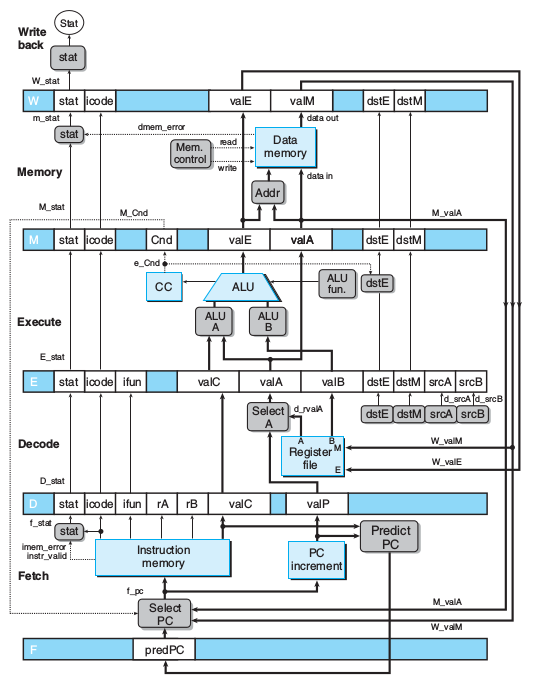 Stat
Write back
stat
W_stat
W stat icode valE valM dstE dstM
m_stat
data out
stat
dmem_error
Mem. control
read
write
Data memory
data in
Memory
Addr
M_stat
M_Cnd
M_valA
M stat icode Cnd valE valA dstE dstM
e_Cnd
CC
ALU
ALU fun.
dstE
ALU A
ALU B
Execute
E_stat
E stat icode ifun valC valA valB dstE dstM srcA srcB
d_srcA d_srcB
Select A
d_rvalA
dstE dstM srcA srcB
A B
M
Register file
E
W_valM
W_valE
Decode
D_stat
D stat icode ifun rA rB valC valP
f_stat
stat
imem_error
instr_valid
Instruction memory
PC increment
Predict PC
Fetch
f_pc
Select PC
M_valA
W_valM
F predPC